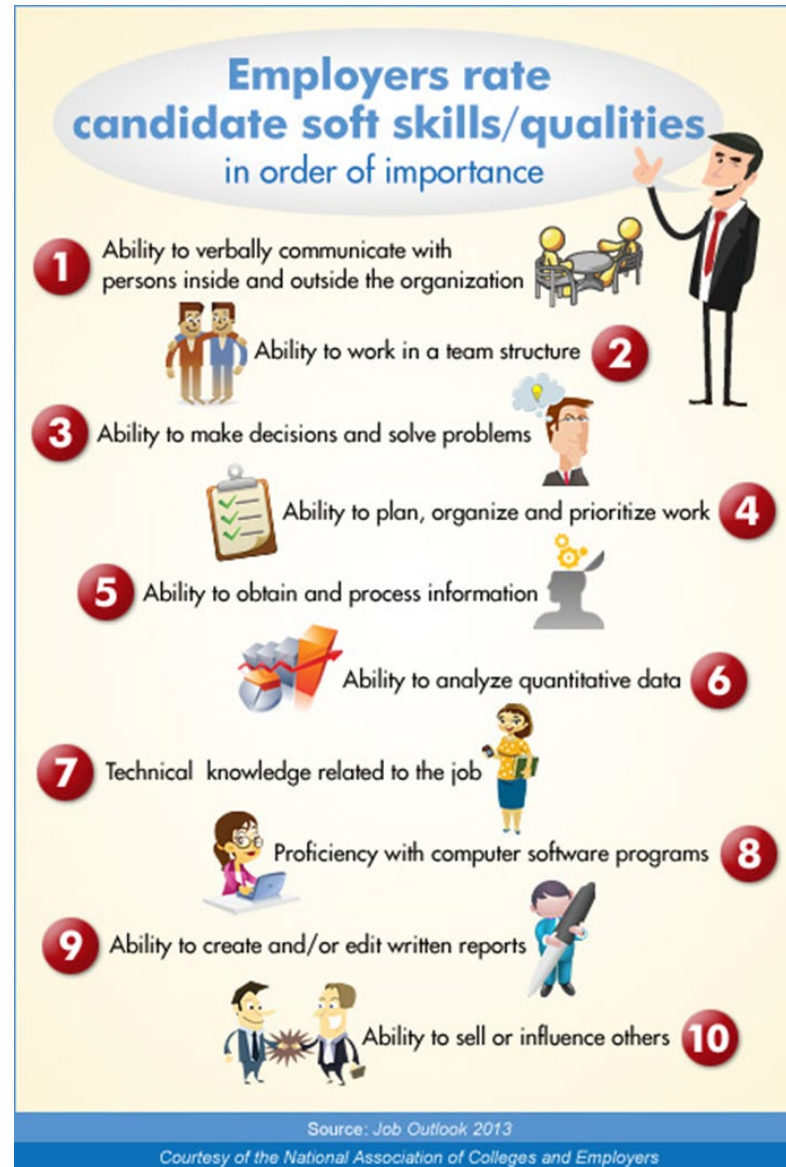 Employers rate
candidate soft skills/qualities
in order of importance
1
Ability to verbally communicate with
persons inside and outside the organization
Ability to work in a team structure
2
3
Ability to make decisions and solve problems
Ability to plan, organize and prioritize work
4
5
Ability to obtain and process information
Ability to analyze quantitative data
6
7
Technical knowledge related to the job
Proficiency with computer software programs
8
9
Ability to create and/or edit written reports
Ability to sell or influence others
10
Source: Job Outlook 2013
Courtesy of the National Association of Colleges and Employers